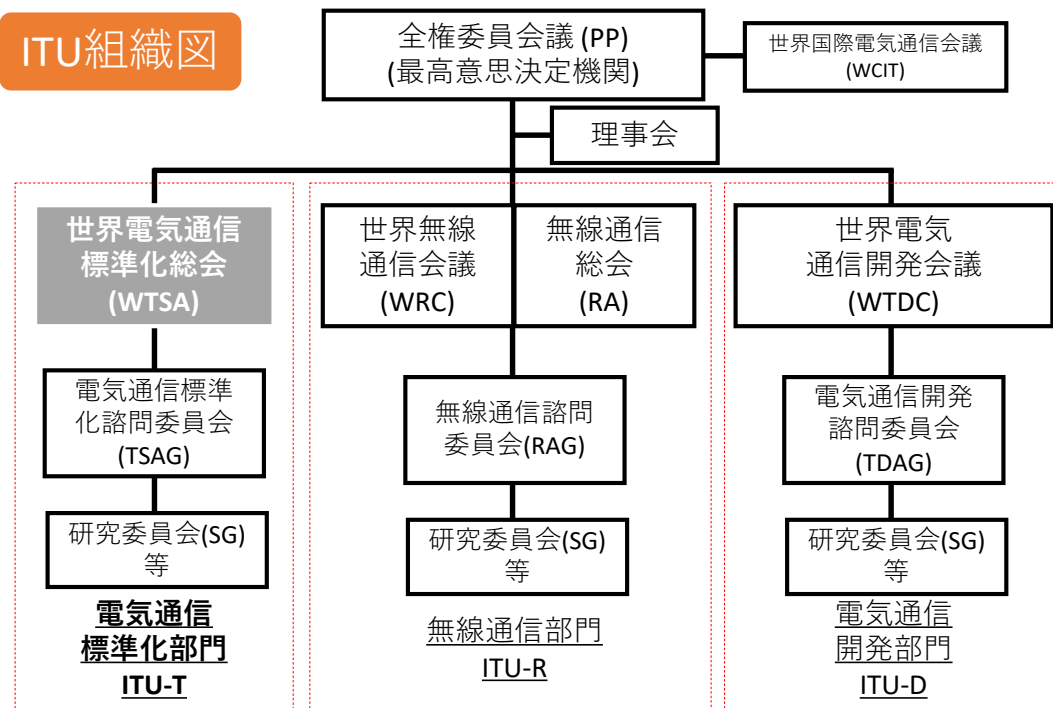 ITU組織図
全権委員会議 (PP)
(最高意思決定機関)
世界国際電気通信会議
(WCIT)
理事会
世界電気通信
標準化総会
(WTSA)
世界無線
通信会議
(WRC)
無線通信
総会
(RA)
世界電気
通信開発会議
(WTDC)
電気通信標準
化諮問委員会
(TSAG)
無線通信諮問
委員会(RAG)
電気通信開発
諮問委員会
(TDAG)
研究委員会(SG)
等
研究委員会(SG)
等
研究委員会(SG)
等
電気通信
標準化部門
ITU-T
無線通信部門
ITU-R
電気通信
開発部門
ITU-D